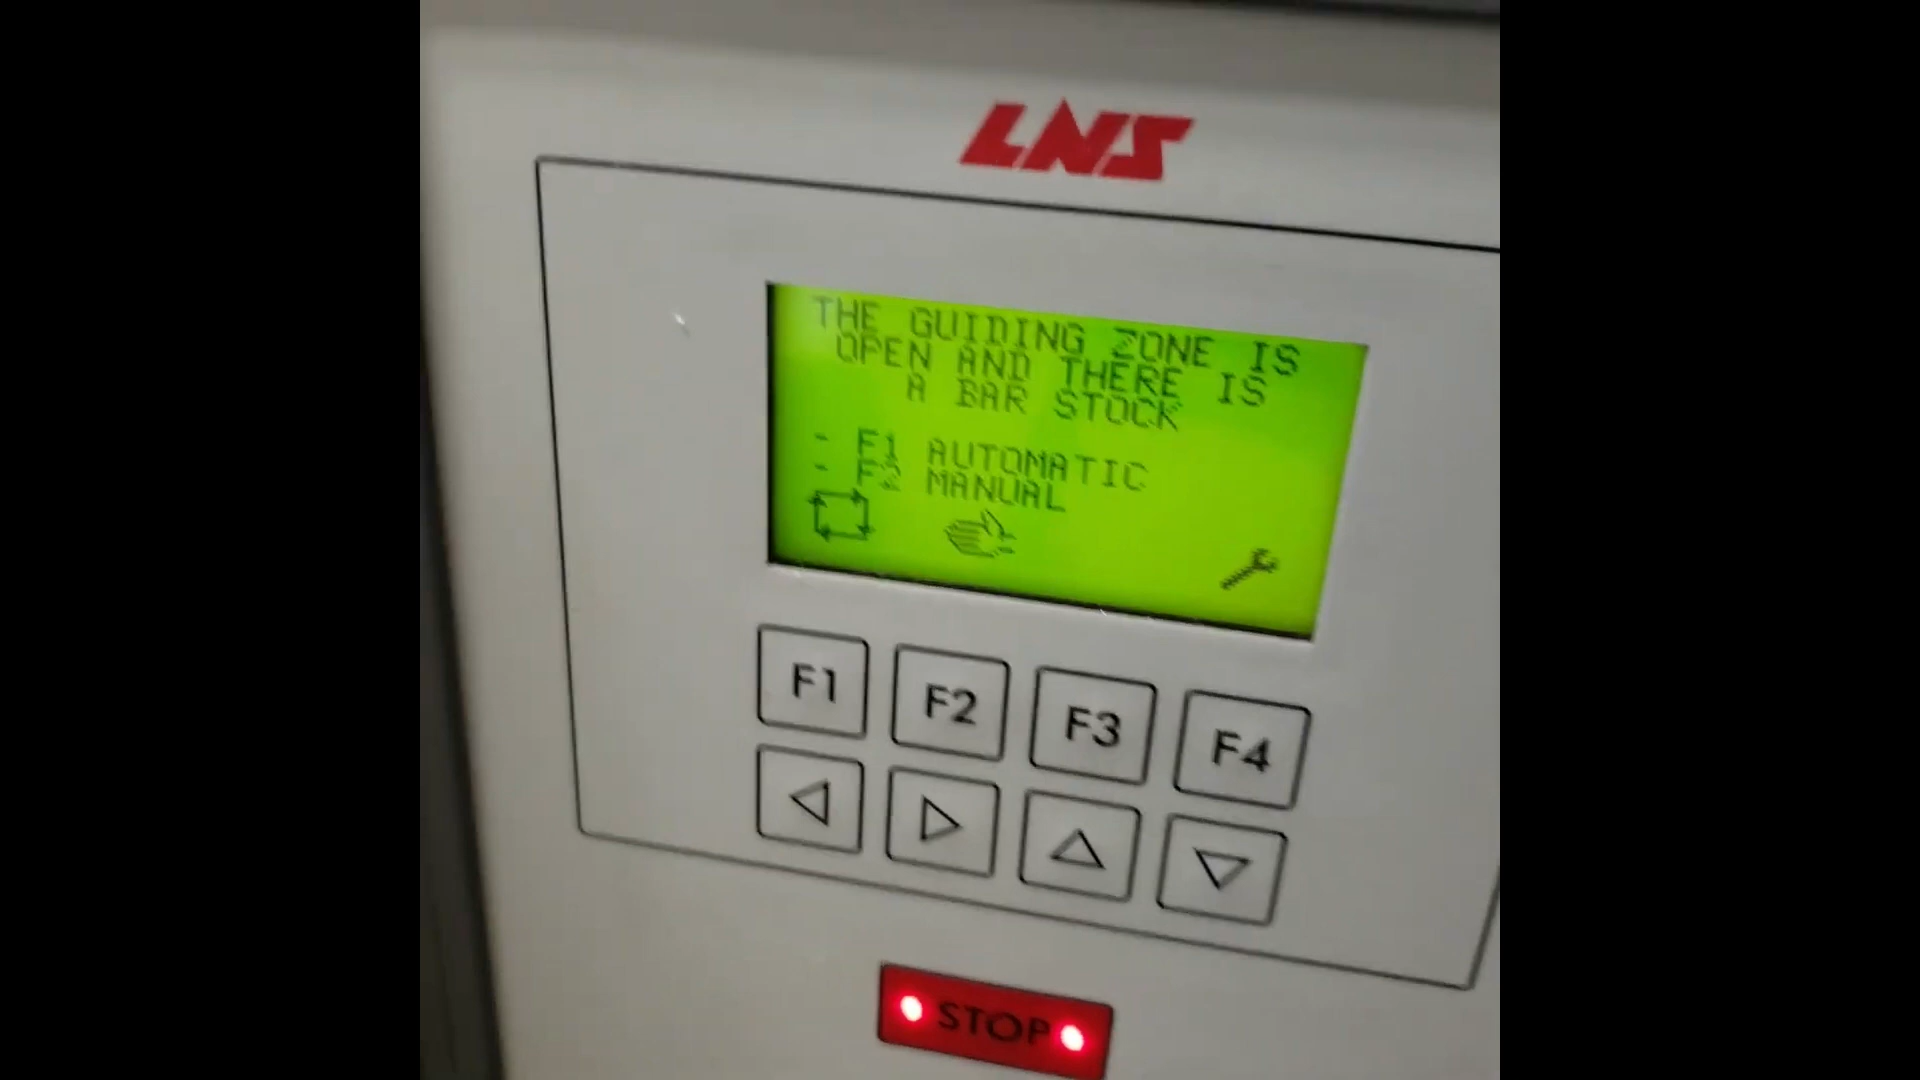 LNS
THE GUIDING ZONE IS
OPEN AND THERE IS
A BAR STOCK
- F1 AUTOMATIC
- F2 MANUAL
F1 F2 F3 F4
STOP